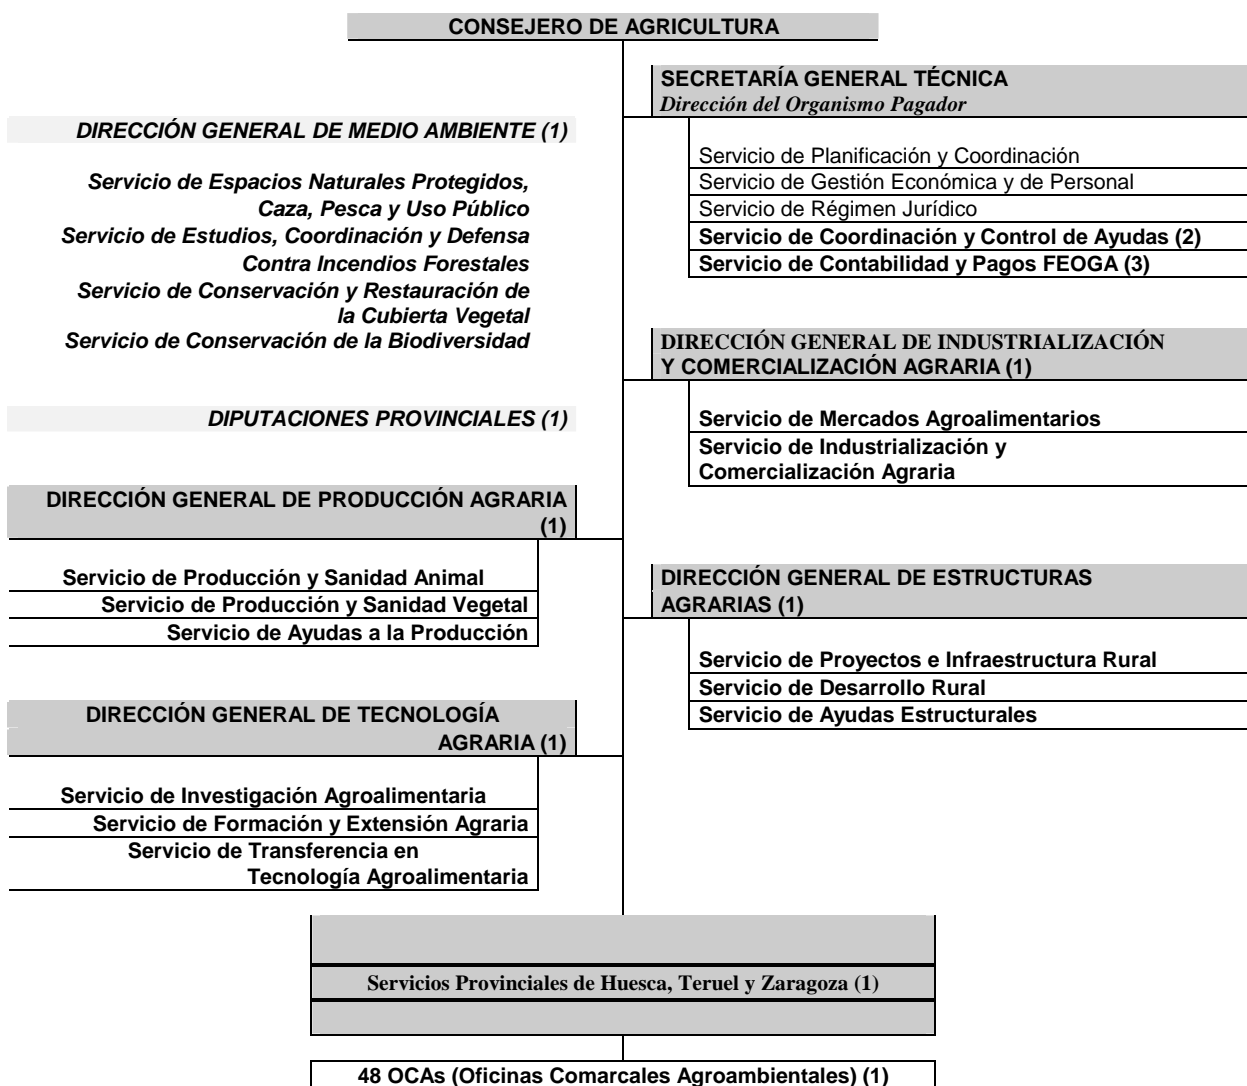 CONSEJERO DE AGRICULTURA
SECRETARÍA GENERAL TÉCNICA
Dirección del Organismo Pagador
Servicio de Planificación y Coordinación
Servicio de Gestión Económica y de Personal
Servicio de Régimen Jurídico
Servicio de Coordinación y Control de Ayudas (2)
Servicio de Contabilidad y Pagos FEOGA (3)
DIRECCIÓN GENERAL DE MEDIO AMBIENTE (1)
Servicio de Espacios Naturales Protegidos,
Caza, Pesca y Uso Público
Servicio de Estudios, Coordinación y Defensa
Contra Incendios Forestales
Servicio de Conservación y Restauración de
la Cubierta Vegetal
Servicio de Conservación de la Biodiversidad
DIRECCIÓN GENERAL DE INDUSTRIALIZACIÓN
Y COMERCIALIZACIÓN AGRARIA (1)
Servicio de Mercados Agroalimentarios
Servicio de Industrialización y
Comercialización Agraria
DIPUTACIONES PROVINCIALES (1)
DIRECCIÓN GENERAL DE PRODUCCIÓN AGRARIA
(1)
Servicio de Producción y Sanidad Animal
Servicio de Producción y Sanidad Vegetal
Servicio de Ayudas a la Producción
DIRECCIÓN GENERAL DE ESTRUCTURAS
AGRARIAS (1)
Servicio de Proyectos e Infraestructura Rural
Servicio de Desarrollo Rural
Servicio de Ayudas Estructurales
DIRECCIÓN GENERAL DE TECNOLOGÍA
AGRARIA (1)
Servicio de Investigación Agroalimentaria
Servicio de Formación y Extensión Agraria
Servicio de Transferencia en
Tecnología Agroalimentaria
Servicios Provinciales de Huesca, Teruel y Zaragoza (1)
48 OCAs (Oficinas Comarcales Agroambientales) (1)